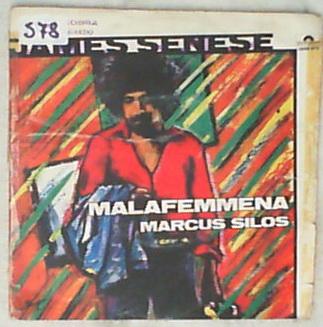 578
JAMES SENESE
MALAFEMMENA
MARCUS SILOS